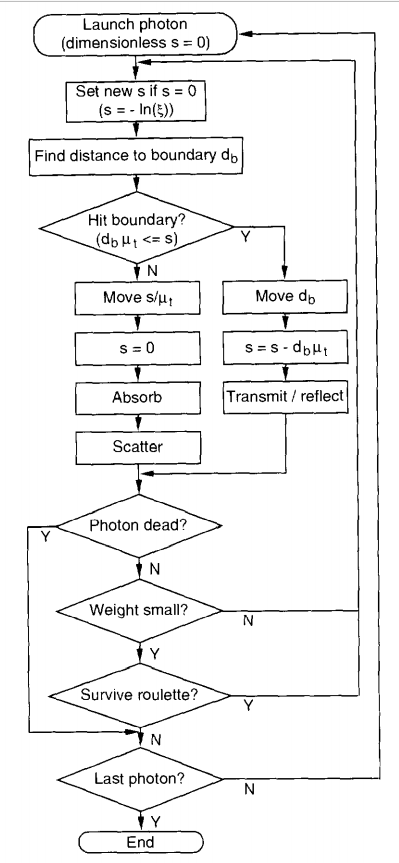 Launch photon
(dimensionless s = 0)
Set new s if s = 0
(s = - ln(ξ))
Find distance to boundary d_b
Hit boundary?
(d_b μ_t <= s)
Y
N
Move s/μ_t
Move d_b
s = 0
s = s - d_b μ_t
Absorb
Transmit / reflect
Scatter
Photon dead?
Y
N
Weight small?
N
Y
Survive roulette?
Y
N
Last photon?
N
Y
End